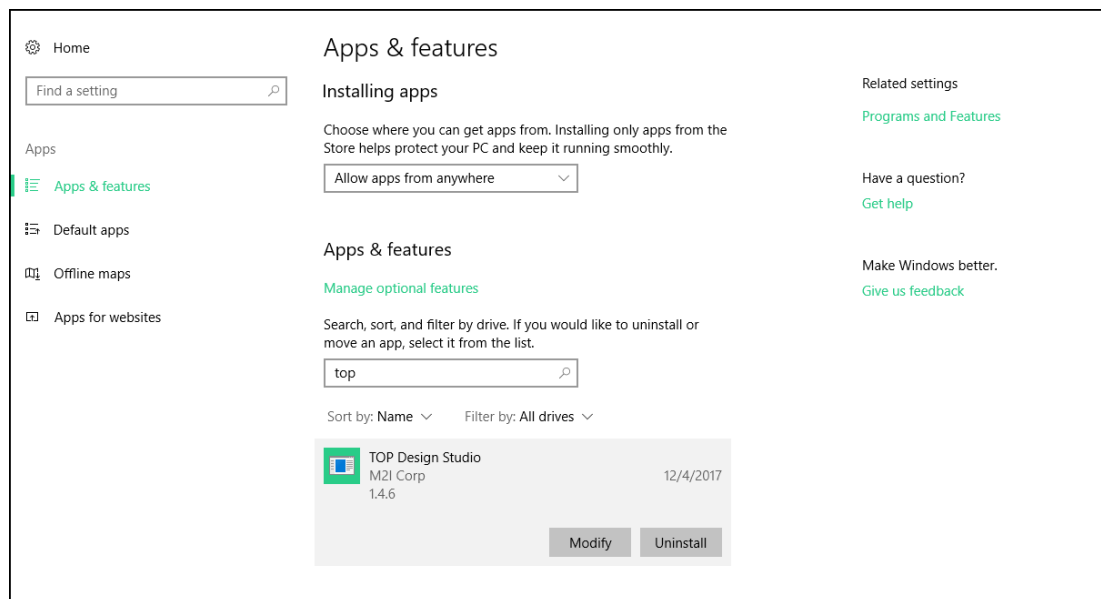 Home
Find a setting
Apps
Apps & features
Default apps
Offline maps
Apps for websites
Apps & features
Installing apps
Choose where you can get apps from. Installing only apps from the
Store helps protect your PC and keep it running smoothly.
Allow apps from anywhere
Apps & features
Manage optional features
Search, sort, and filter by drive. If you would like to uninstall or
move an app, select it from the list.
top
Sort by: Name Filter by: All drives
TOP Design Studio
M2I Corp 12/4/2017
1.4.6
Modify Uninstall
Related settings
Programs and Features
Have a question?
Get help
Make Windows better.
Give us feedback